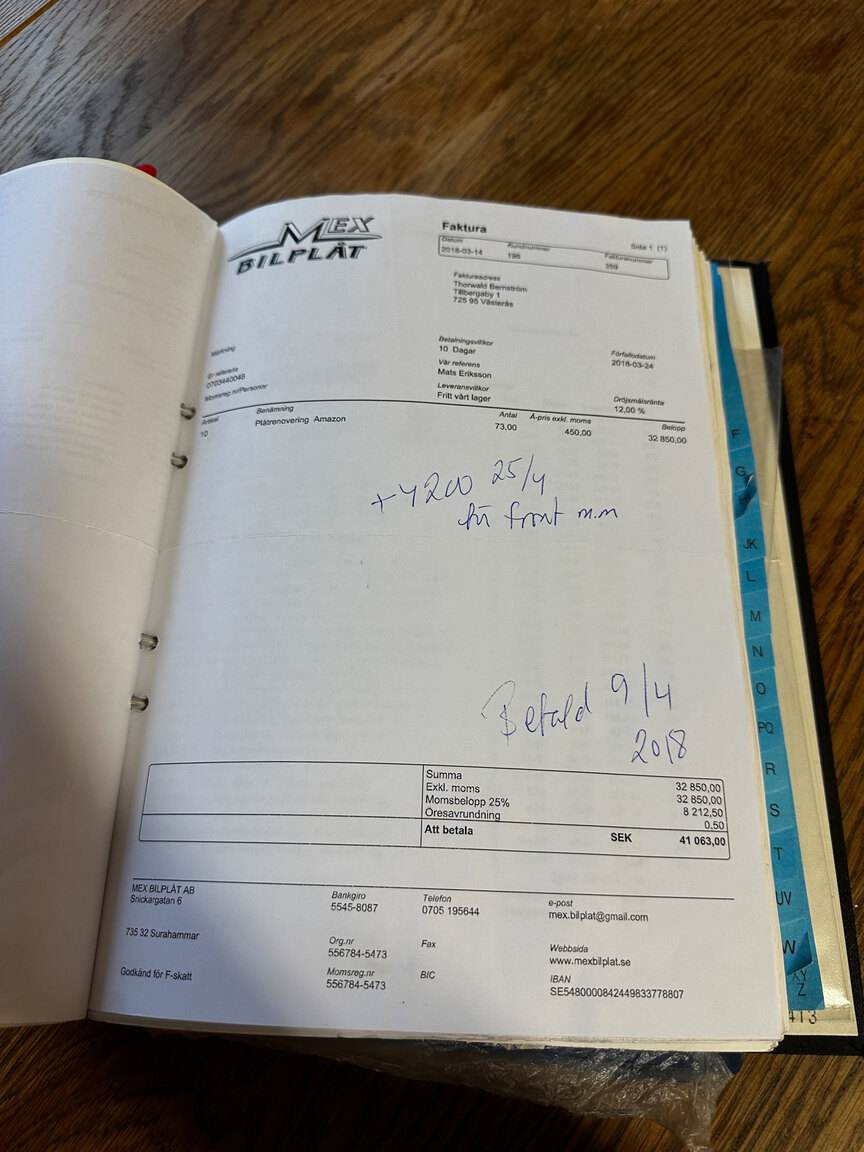 MEX
BILPLÅT
Faktura
Sida 1 (1)
Datum Kundnummer Fakturanummer
2018-03-14 196 359
Fakturaadress
Thorwald Bernström
Tillbergaby 1
725 95 Västerås
Märkning
Betalningsvillkor Förfallodatum
10 Dagar 2018-03-24
Er referens Vår referens
0703440048 Mats Eriksson
Momsreg.nr/Personnr Leveransvillkor Dröjsmålsränta
Fritt vårt lager 12,00 %
Artikel Benämning Antal Á-pris exkl. moms Belopp
10 Plåtrenovering Amazon 73,00 450,00 32 850,00
+4200 25/4
för front m.m
Betald 9/4
2018
Summa 32 850,00
Exkl. moms 32 850,00
Momsbelopp 25% 8 212,50
Öresavrundning 0,50
Att betala SEK 41 063,00
MEX BILPLÅT AB Bankgiro Telefon e-post
Snickargatan 6 5545-8087 0705 195644 mex.bilplat@gmail.com
735 32 Surahammar Org.nr Fax Webbsida
556784-5473 www.mexbilplat.se
Godkänd för F-skatt Momsreg.nr BIC IBAN
556784-5473 SE5480000842449833778807
F
G
JK
L
M
N
O
PQ
R
S
T
UV
W
XY
Z
413